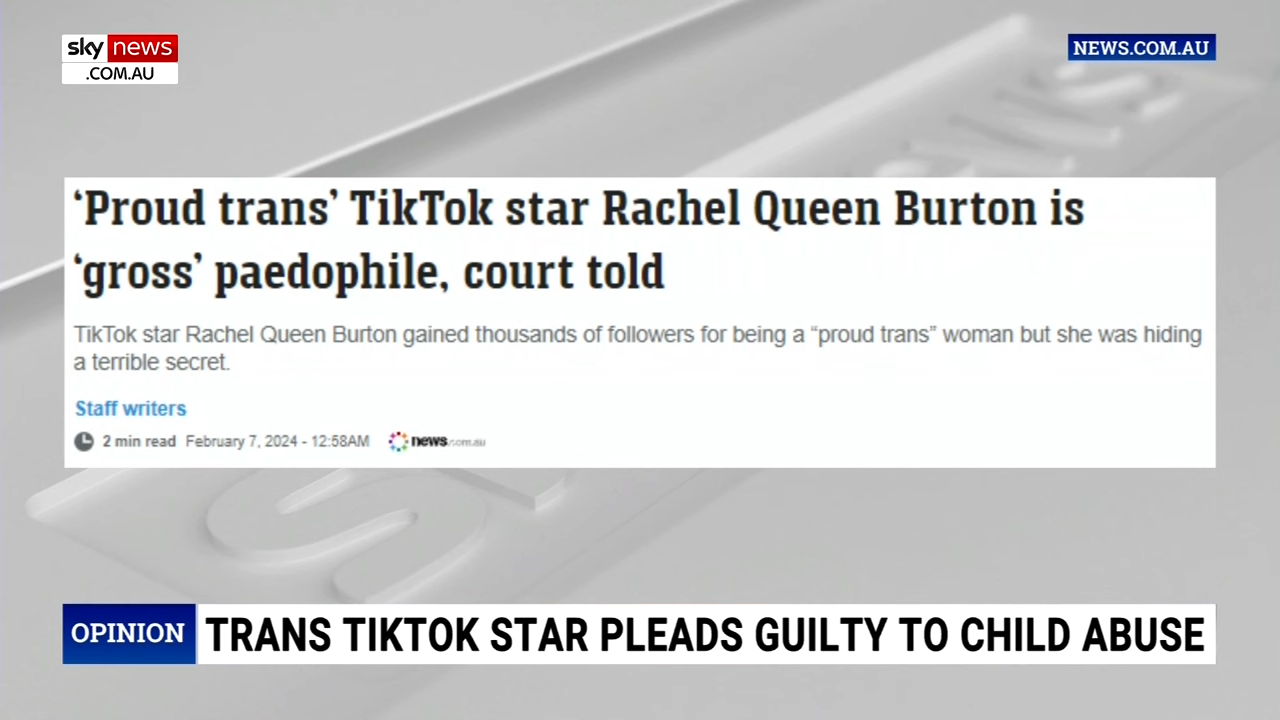 sky news
.COM.AU
NEWS.COM.AU
‘Proud trans’ TikTok star Rachel Queen Burton is
‘gross’ paedophile, court told
TikTok star Rachel Queen Burton gained thousands of followers for being a “proud trans” woman but she was hiding
a terrible secret.
Staff writers
2 min read February 7, 2024 - 12:58AM news.com.au
OPINION TRANS TIKTOK STAR PLEADS GUILTY TO CHILD ABUSE